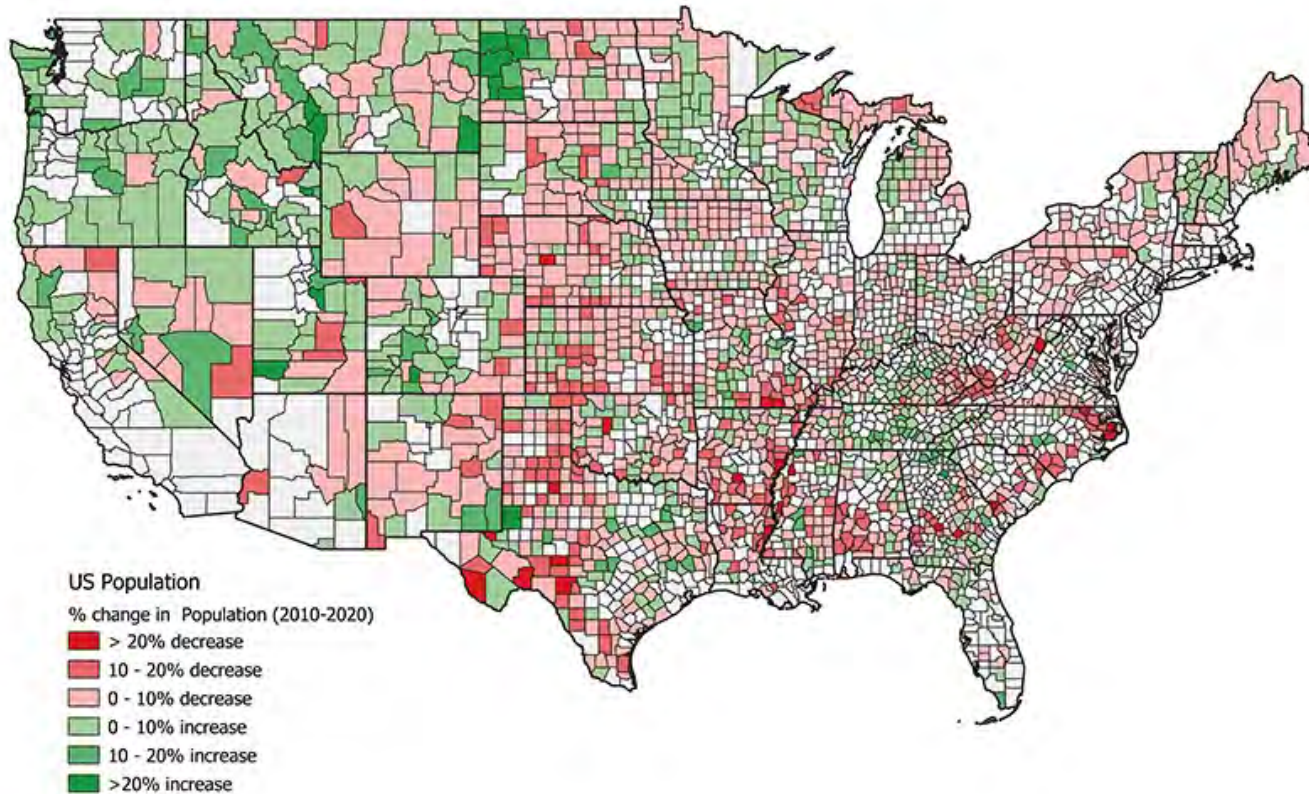 US Population
% change in Population (2010-2020)
> 20% decrease
10 - 20% decrease
0 - 10% decrease
0 - 10% increase
10 - 20% increase
>20% increase